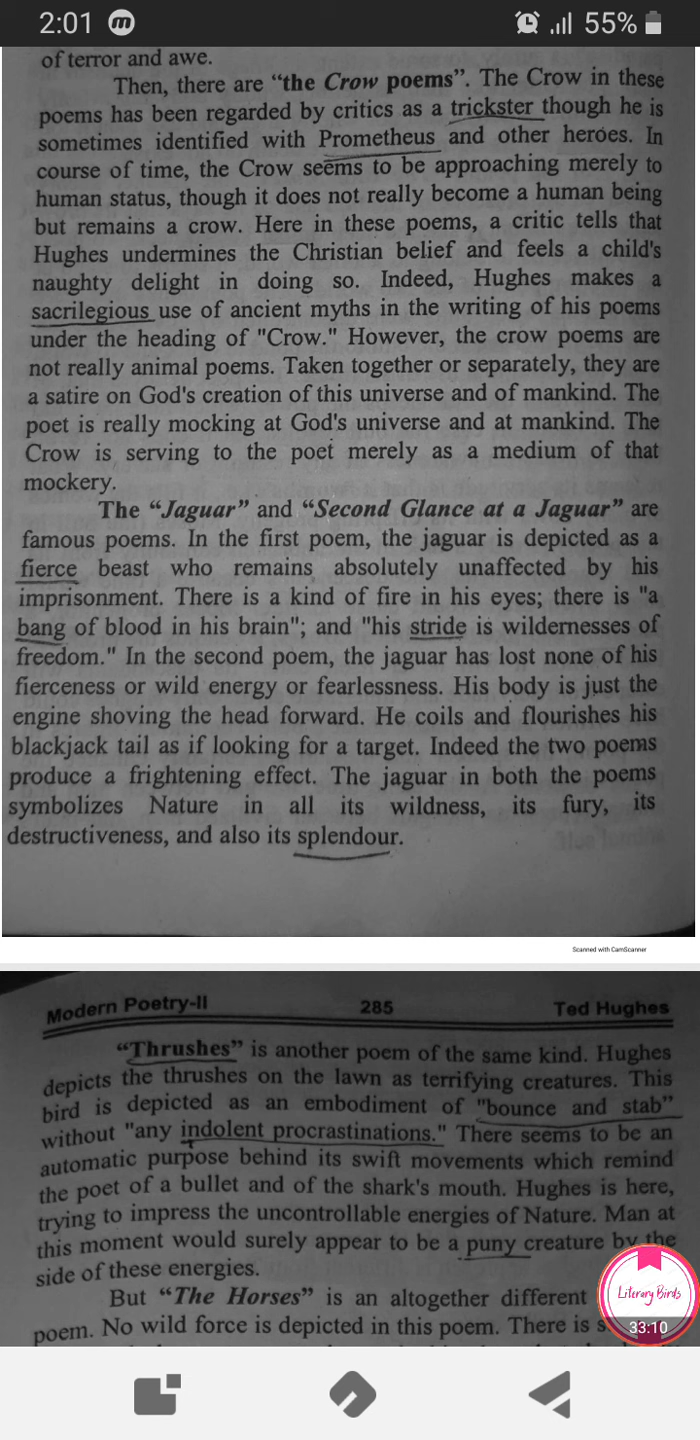 2:01 m 55%
of terror and awe.
Then, there are “the Crow poems”. The Crow in these
poems has been regarded by critics as a trickster though he is
sometimes identified with Prometheus and other heroes. In
course of time, the Crow seems to be approaching merely to
human status, though it does not really become a human being
but remains a crow. Here in these poems, a critic tells that
Hughes undermines the Christian belief and feels a child's
naughty delight in doing so. Indeed, Hughes makes a
sacrilegious use of ancient myths in the writing of his poems
under the heading of "Crow." However, the crow poems are
not really animal poems. Taken together or separately, they are
a satire on God's creation of this universe and of mankind. The
poet is really mocking at God's universe and at mankind. The
Crow is serving to the poet merely as a medium of that
mockery.
The “Jaguar” and “Second Glance at a Jaguar” are
famous poems. In the first poem, the jaguar is depicted as a
fierce beast who remains absolutely unaffected by his
imprisonment. There is a kind of fire in his eyes; there is "a
bang of blood in his brain"; and "his stride is wildernesses of
freedom." In the second poem, the jaguar has lost none of his
fierceness or wild energy or fearlessness. His body is just the
engine shoving the head forward. He coils and flourishes his
blackjack tail as if looking for a target. Indeed the two poems
produce a frightening effect. The jaguar in both the poems
symbolizes Nature in all its wildness, its fury, its
destructiveness, and also its splendour.
Scanned with CamScanner
Modern Poetry-II 285 Ted Hughes
“Thrushes” is another poem of the same kind. Hughes
depicts the thrushes on the lawn as terrifying creatures. This
bird is depicted as an embodiment of "bounce and stab”
without "any indolent procrastinations." There seems to be an
automatic purpose behind its swift movements which remind
the poet of a bullet and of the shark's mouth. Hughes is here,
trying to impress the uncontrollable energies of Nature. Man at
this moment would surely appear to be a puny creature by the
side of these energies.
But “The Horses” is an altogether different
poem. No wild force is depicted in this poem. There is
Literary Birds
33:10